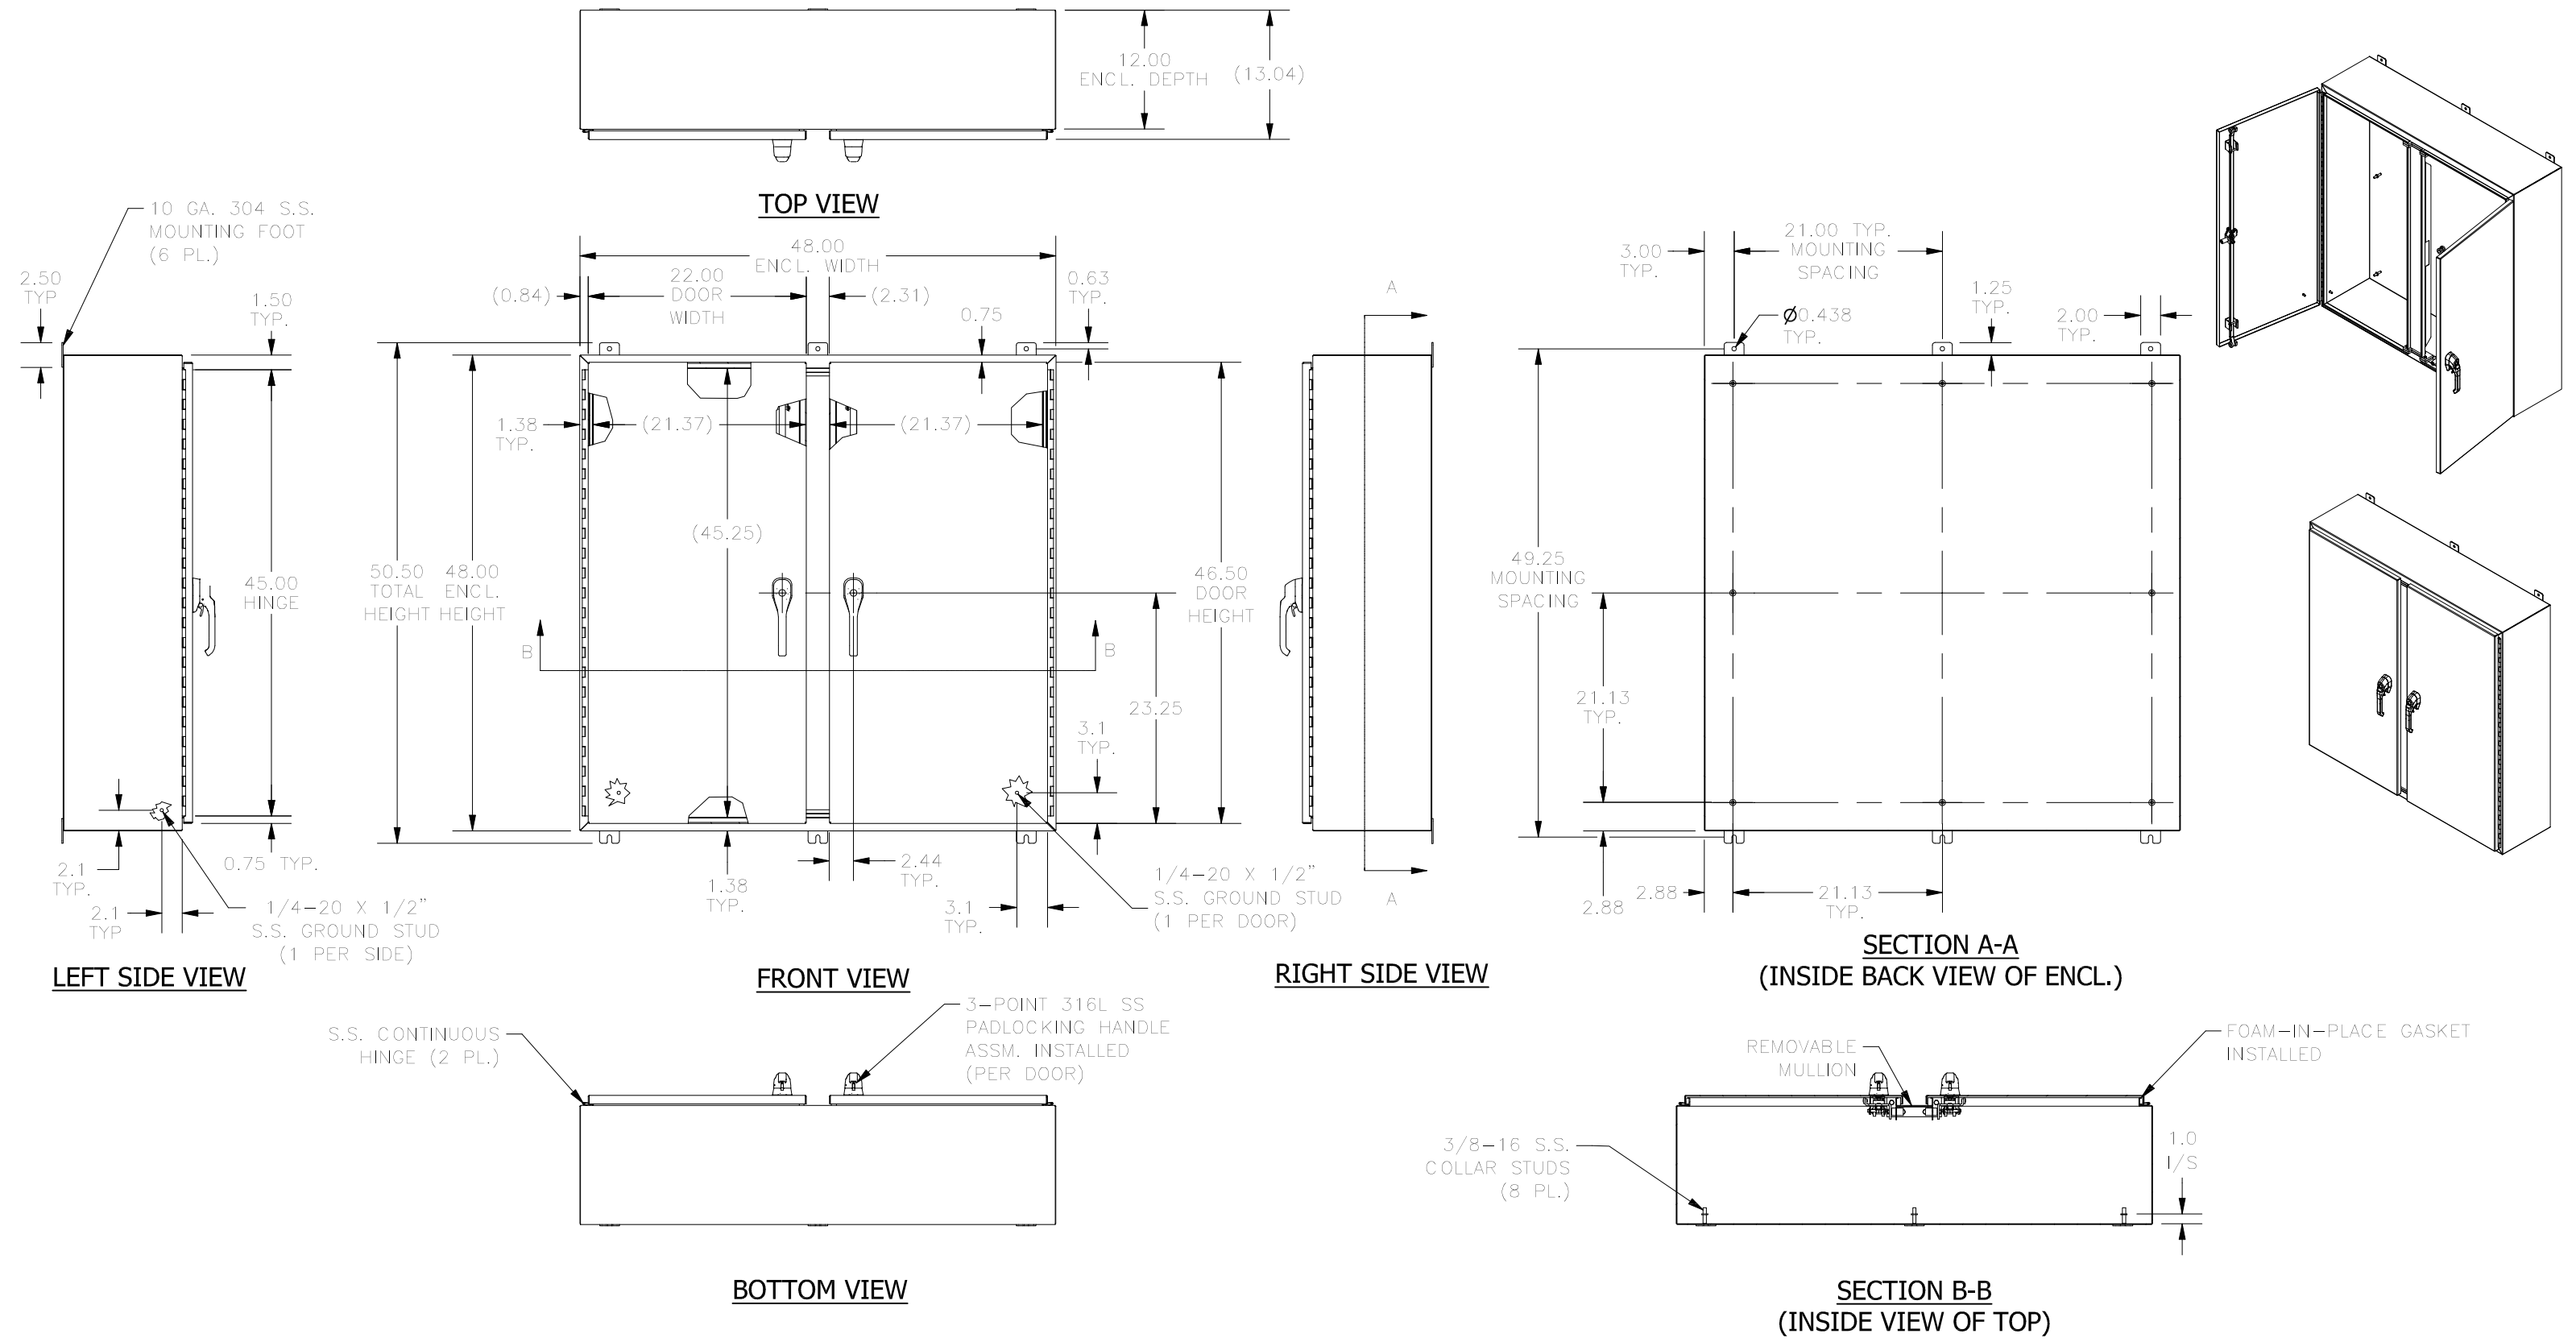 12.00
ENCL. DEPTH
(13.04)
TOP VIEW
10 GA. 304 S.S.
MOUNTING FOOT
(6 PL.)
2.50
TYP
1.50
TYP.
45.00
HINGE
2.1
TYP.
0.75 TYP.
2.1
TYP
1/4-20 X 1/2"
S.S. GROUND STUD
(1 PER SIDE)
LEFT SIDE VIEW
48.00
ENCL. WIDTH
(0.84)
22.00
DOOR
WIDTH
(2.31)
0.63
TYP.
0.75
1.38
TYP.
(21.37)
(21.37)
(45.25)
50.50
TOTAL
HEIGHT
48.00
ENCL.
HEIGHT
46.50
DOOR
HEIGHT
B
B
23.25
3.1
TYP.
1.38
TYP.
2.44
TYP.
3.1
TYP.
1/4-20 X 1/2"
S.S. GROUND STUD
(1 PER DOOR)
FRONT VIEW
A
A
RIGHT SIDE VIEW
3.00
TYP.
21.00 TYP.
MOUNTING
SPACING
Ø0.438
TYP.
1.25
TYP.
2.00
TYP.
49.25
MOUNTING
SPACING
21.13
TYP.
2.88
2.88
21.13
TYP.
SECTION A-A
(INSIDE BACK VIEW OF ENCL.)
S.S. CONTINUOUS
HINGE (2 PL.)
3-POINT 316L SS
PADLOCKING HANDLE
ASSM. INSTALLED
(PER DOOR)
BOTTOM VIEW
REMOVABLE
MULLION
FOAM-IN-PLACE GASKET
INSTALLED
3/8-16 S.S.
COLLAR STUDS
(8 PL.)
1.0
I/S
SECTION B-B
(INSIDE VIEW OF TOP)